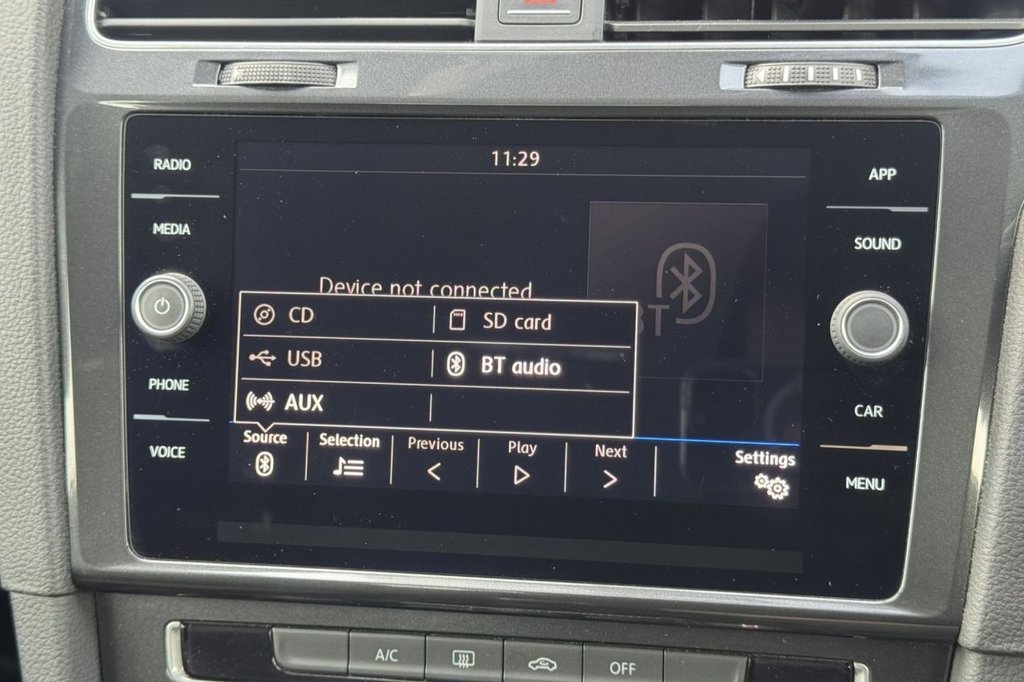 11:29
RADIO
MEDIA
PHONE
VOICE
APP
SOUND
CAR
MENU
Device not connected.
BT
CD
SD card
USB
BT audio
AUX
Source
Selection
Previous
Play
Next
Settings
A/C
OFF